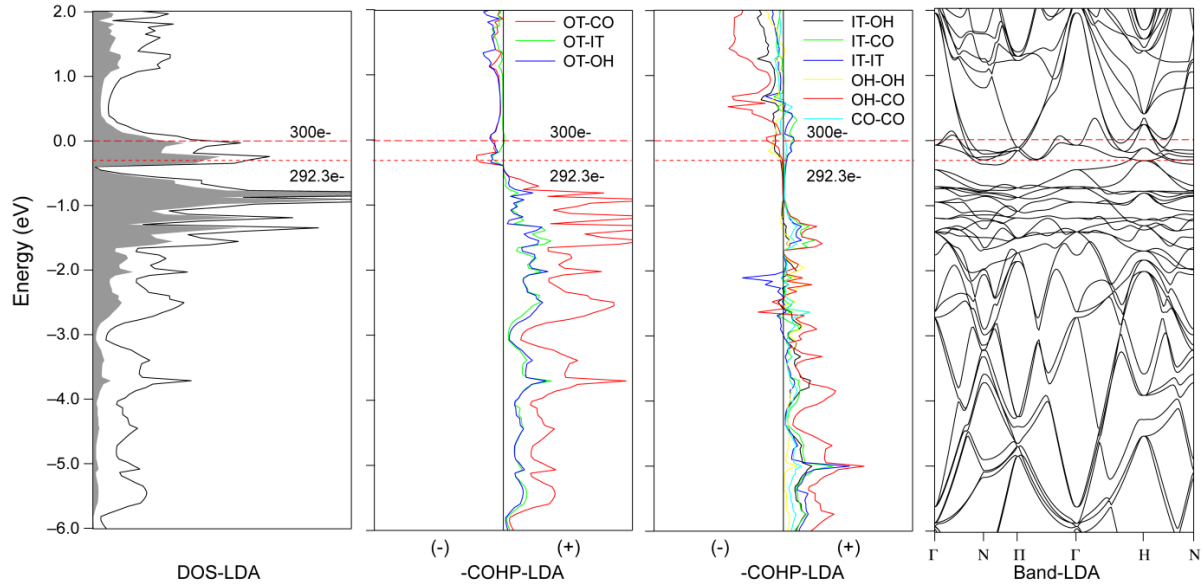 Energy (eV)
2.0
1.0
0.0
–1.0
–2.0
–3.0
–4.0
–5.0
–6.0
300e-
292.3e-
DOS-LDA
OT-CO
OT-IT
OT-OH
300e-
292.3e-
(-) (+)
-COHP-LDA
IT-OH
IT-CO
IT-IT
OH-OH
OH-CO
CO-CO
300e-
292.3e-
(-) (+)
-COHP-LDA
Γ N Π Γ H N
Band-LDA